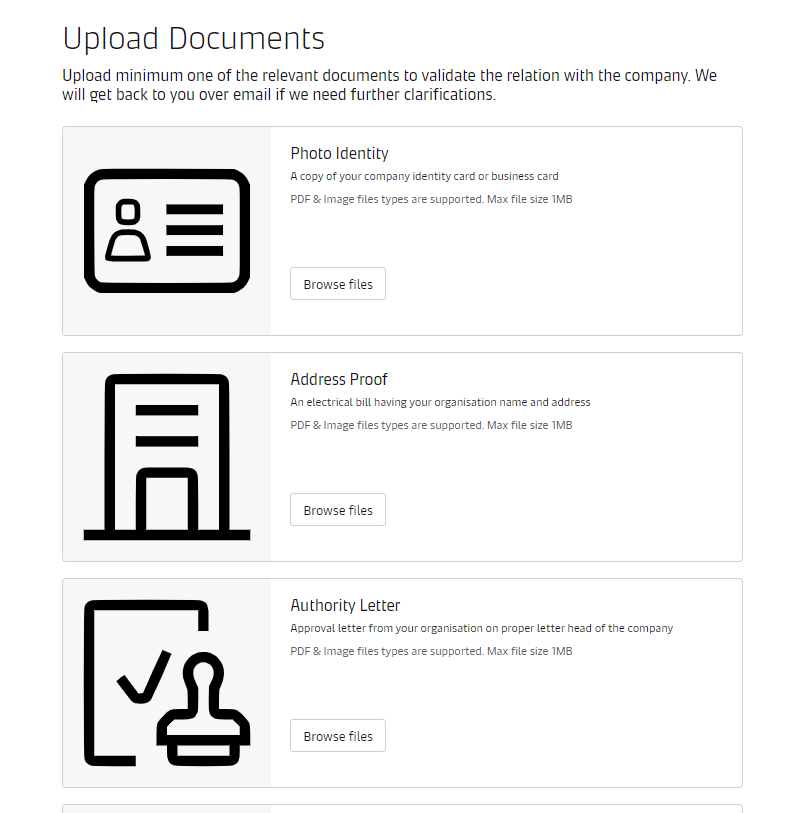 Upload Documents
Upload minimum one of the relevant documents to validate the relation with the company. We
will get back to you over email if we need further clarifications.
Photo Identity
A copy of your company identity card or business card
PDF & Image files types are supported. Max file size 1MB
Browse files
Address Proof
An electrical bill having your organisation name and address
PDF & Image files types are supported. Max file size 1MB
Browse files
Authority Letter
Approval letter from your organisation on proper letter head of the company
PDF & Image files types are supported. Max file size 1MB
Browse files